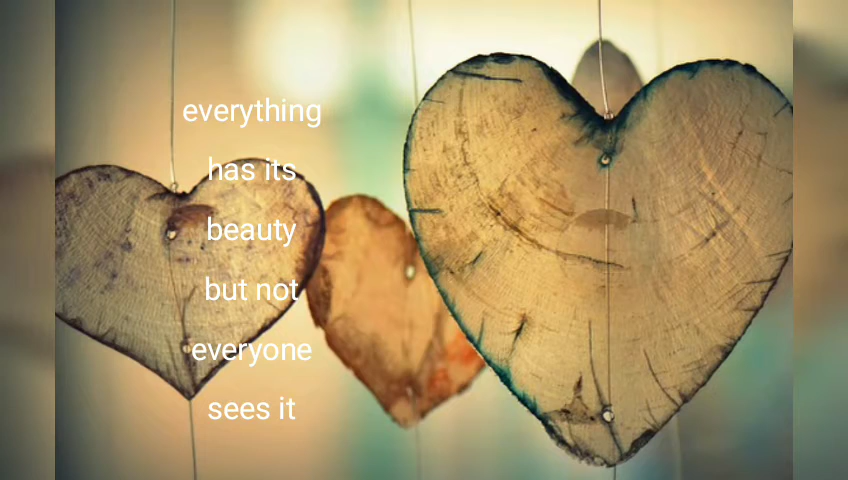 everything
has its
beauty
but not
everyone
sees it